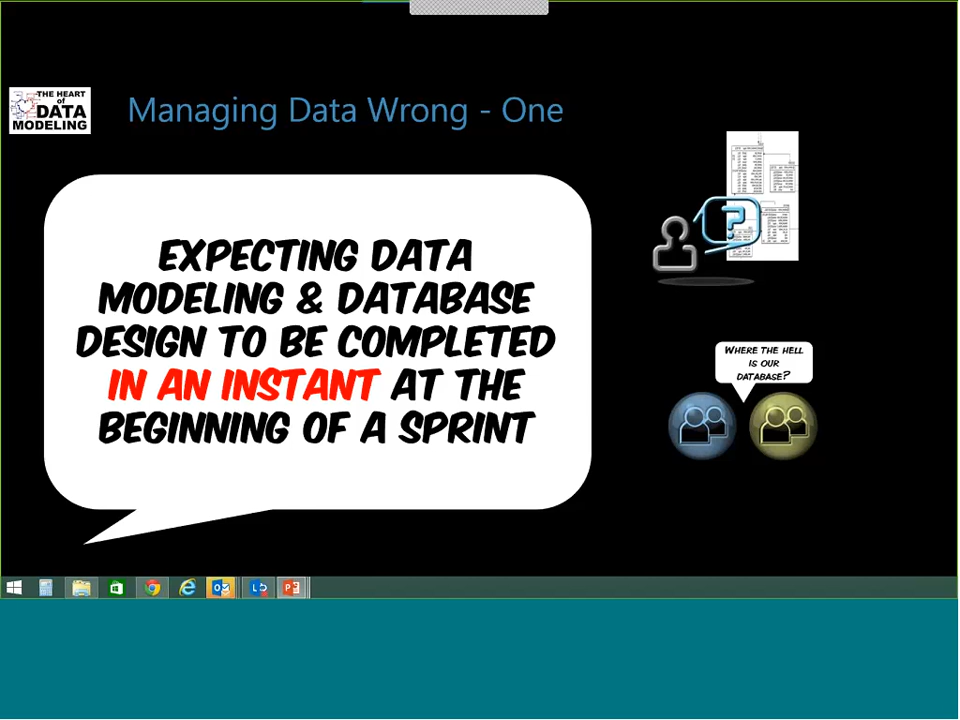 THE HEART
of
DATA
MODELING
Managing Data Wrong - One
EXPECTING DATA
MODELING & DATABASE
DESIGN TO BE COMPLETED
IN AN INSTANT AT THE
BEGINNING OF A SPRINT
?
WHERE THE HELL
IS OUR
DATABASE?